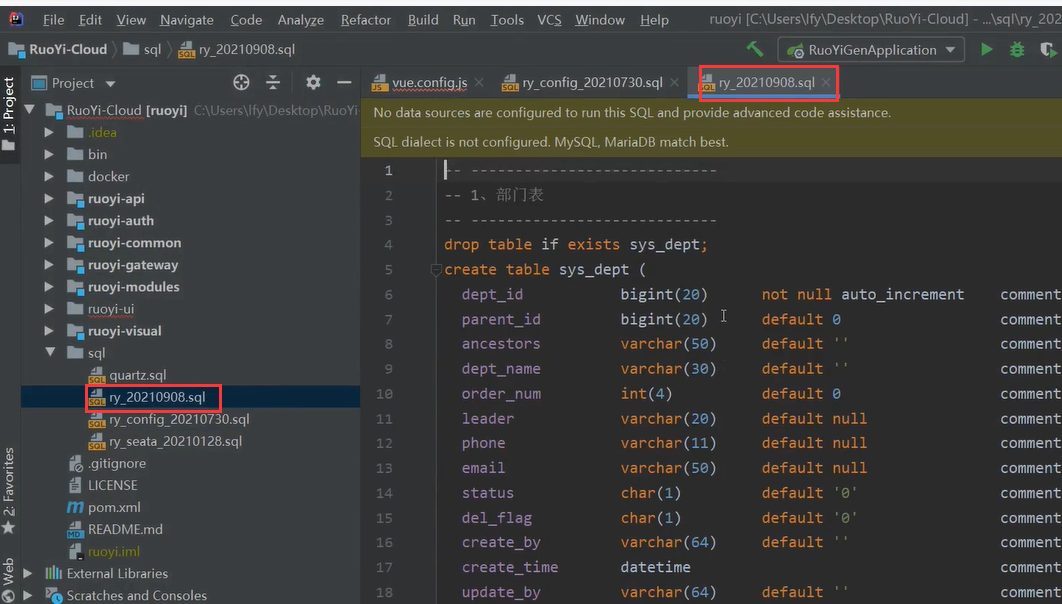 File Edit View Navigate Code Analyze Refactor Build Run Tools VCS Window Help ruoyi [C:\Users\lfy\Desktop\RuoYi-Cloud] - ...\sql\ry_202
RuoYi-Cloud sql ry_20210908.sql RuoYiGenApplication
1: Project
2: Favorites
Web
Project
RuoYi-Cloud [ruoyi] C:\Users\lfy\Desktop\RuoYi
.idea
bin
docker
ruoyi-api
ruoyi-auth
ruoyi-common
ruoyi-gateway
ruoyi-modules
ruoyi-ui
ruoyi-visual
sql
quartz.sql
ry_20210908.sql
ry_config_20210730.sql
ry_seata_20210128.sql
.gitignore
LICENSE
pom.xml
README.md
ruoyi.iml
External Libraries
Scratches and Consoles
vue.config.js ry_config_20210730.sql ry_20210908.sql
No data sources are configured to run this SQL and provide advanced code assistance.
SQL dialect is not configured. MySQL, MariaDB match best.
1 -- ----------------------------
2 -- 1、部门表
3 -- ----------------------------
4 drop table if exists sys_dept;
5 create table sys_dept (
6 dept_id bigint(20) not null auto_increment comment
7 parent_id bigint(20) default 0 comment
8 ancestors varchar(50) default '' comment
9 dept_name varchar(30) default '' comment
10 order_num int(4) default 0 comment
11 leader varchar(20) default null comment
12 phone varchar(11) default null comment
13 email varchar(50) default null comment
14 status char(1) default '0' comment
15 del_flag char(1) default '0' comment
16 create_by varchar(64) default '' comment
17 create_time datetime comment
18 update_by varchar(64) default '' comment